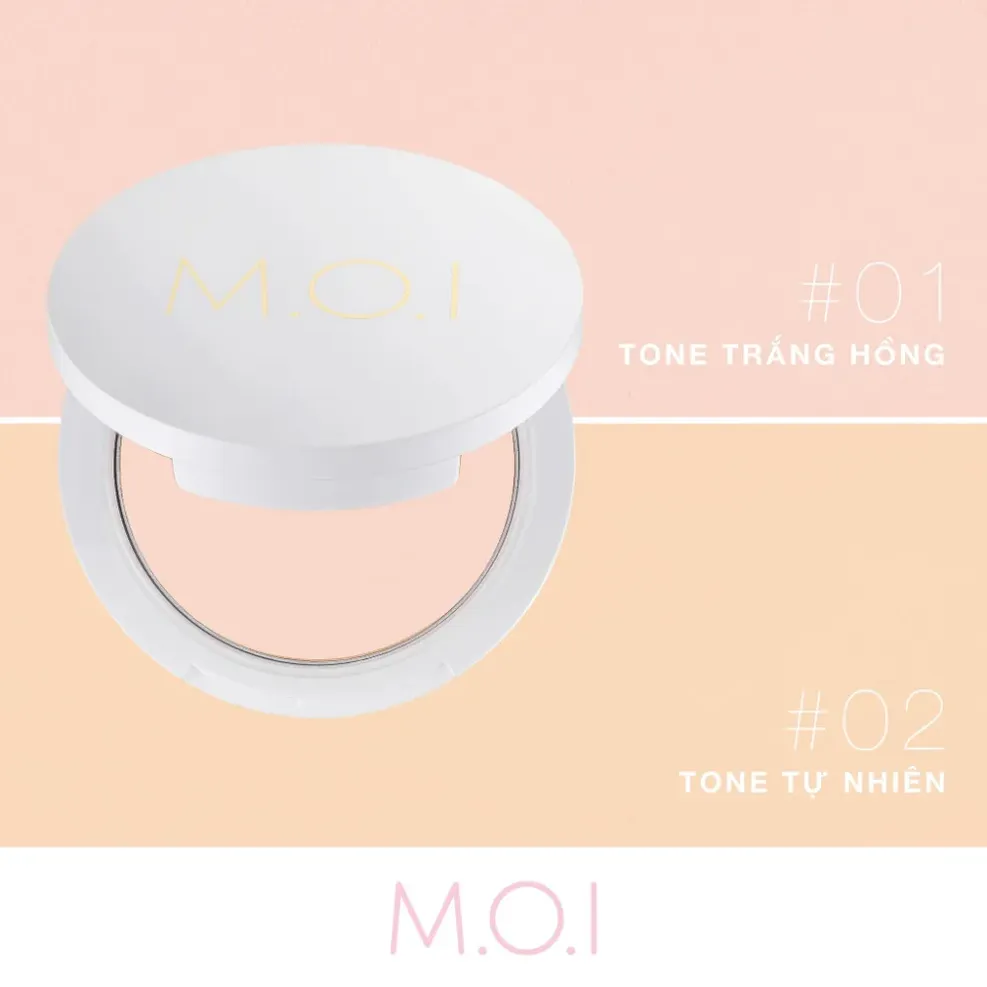 M.O.I
#01
TONE TRẮNG HỒNG
#02
TONE TỰ NHIÊN
M.O.I